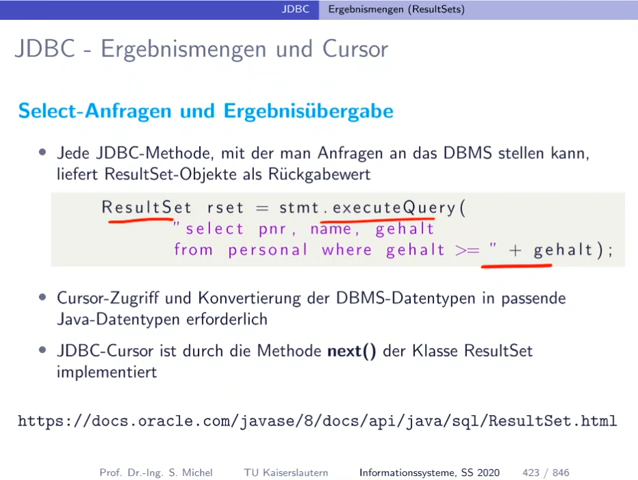 JDBC Ergebnismengen (ResultSets)
JDBC - Ergebnismengen und Cursor
Select-Anfragen und Ergebnisübergabe
• Jede JDBC-Methode, mit der man Anfragen an das DBMS stellen kann,
liefert ResultSet-Objekte als Rückgabewert
ResultSet rset = stmt.executeQuery(
"select pnr, name, gehalt
from personal where gehalt >= " + gehalt);
• Cursor-Zugriff und Konvertierung der DBMS-Datentypen in passende
Java-Datentypen erforderlich
• JDBC-Cursor ist durch die Methode next() der Klasse ResultSet
implementiert
https://docs.oracle.com/javase/8/docs/api/java/sql/ResultSet.html
Prof. Dr.-Ing. S. Michel TU Kaiserslautern Informationssysteme, SS 2020 423 / 846